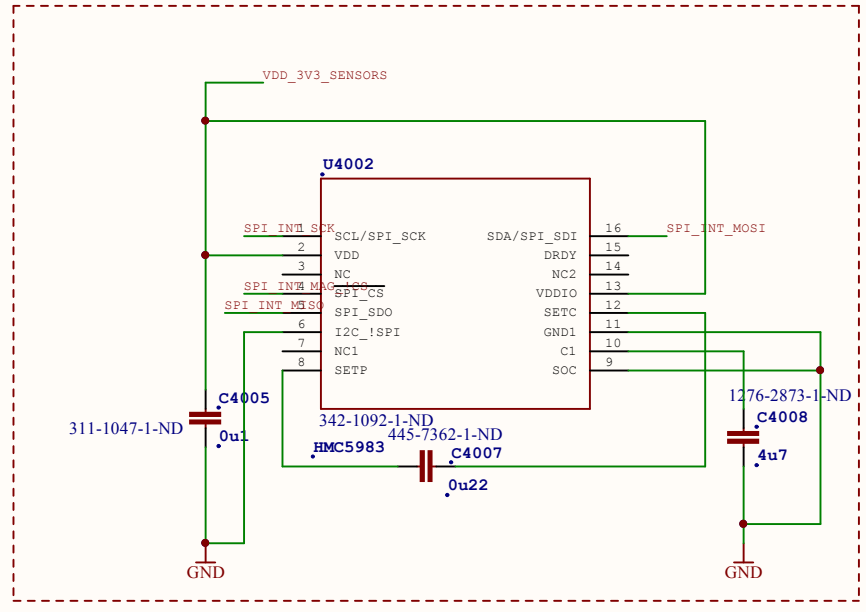 VDD_3V3_SENSORS
U4002
SPI_INT_SCK
1
SCL/SPI_SCK
SDA/SPI_SDI
16
SPI_INT_MOSI
2
VDD
DRDY
15
3
NC
NC2
14
4
SPI_CS
VDDIO
13
SPI_INT_MISO
5
SPI_SDO
SETC
12
6
I2C_!SPI
GND1
11
7
NC1
C1
10
8
SETP
SOC
9
C4005
311-1047-1-ND
0u1
342-1092-1-ND
445-7362-1-ND
HMC5983
C4007
0u22
1276-2873-1-ND
C4008
4u7
GND
GND